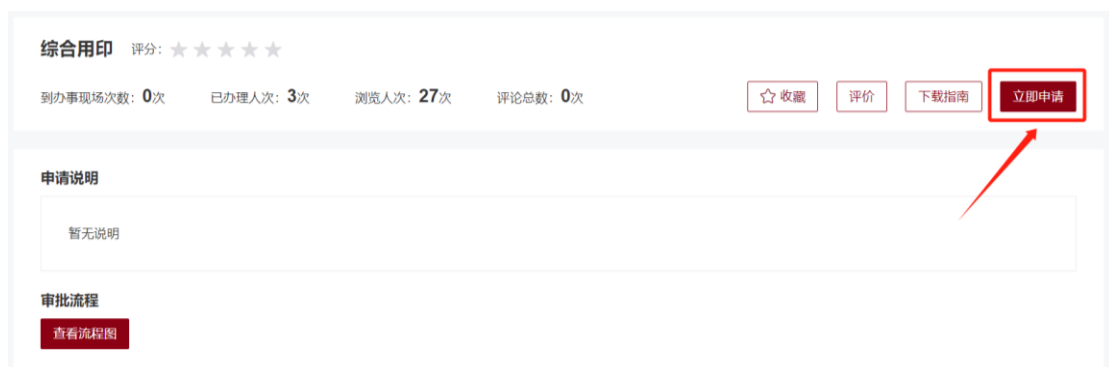 综合用印 评分:
到办事现场次数: 0次 已办理人次: 3次 浏览人次: 27次 评论总数: 0次 收藏 评价 下载指南 立即申请
申请说明
暂无说明
审批流程
查看流程图